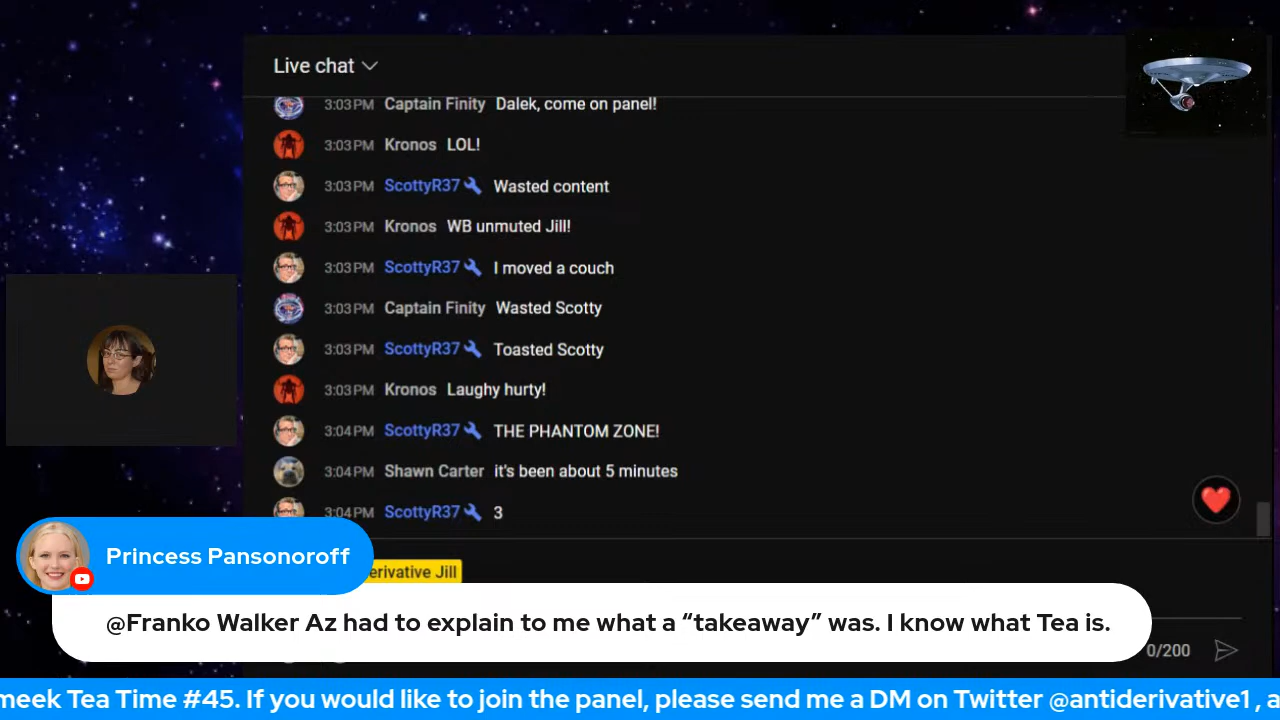 Live chat
3:03 PM Captain Finity Dalek, come on panel!
3:03 PM Kronos LOL!
3:03 PM ScottyR37 Wasted content
3:03 PM Kronos WB unmuted Jill!
3:03 PM ScottyR37 I moved a couch
3:03 PM Captain Finity Wasted Scotty
3:03 PM ScottyR37 Toasted Scotty
3:03 PM Kronos Laughy hurty!
3:04 PM ScottyR37 THE PHANTOM ZONE!
3:04 PM Shawn Carter it's been about 5 minutes
3:04 PM ScottyR37 3
Princess Pansonoroff
erivative Jill
@Franko Walker Az had to explain to me what a “takeaway” was. I know what Tea is.
0/200
meek Tea Time #45. If you would like to join the panel, please send me a DM on Twitter @antiderivative1 , a